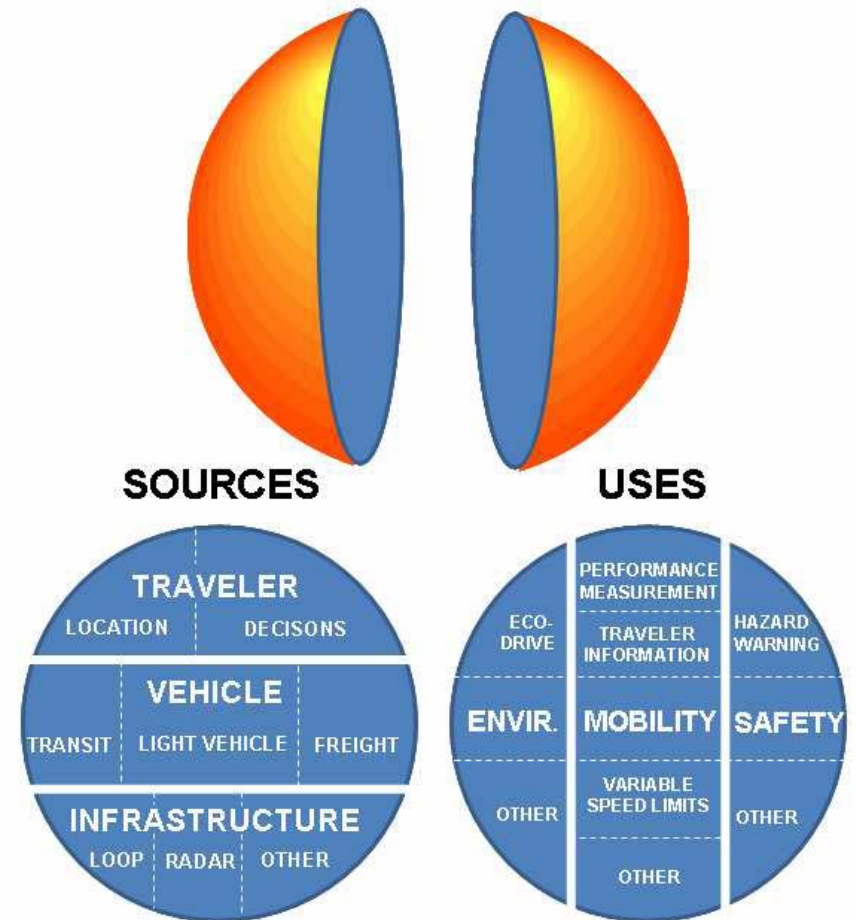 SOURCES
TRAVELER
LOCATION
DECISONS
VEHICLE
TRANSIT
LIGHT VEHICLE
FREIGHT
INFRASTRUCTURE
LOOP
RADAR
OTHER
USES
ECO-
DRIVE
ENVIR.
OTHER
PERFORMANCE
MEASUREMENT
TRAVELER
INFORMATION
MOBILITY
VARIABLE
SPEED LIMITS
OTHER
HAZARD
WARNING
SAFETY
OTHER